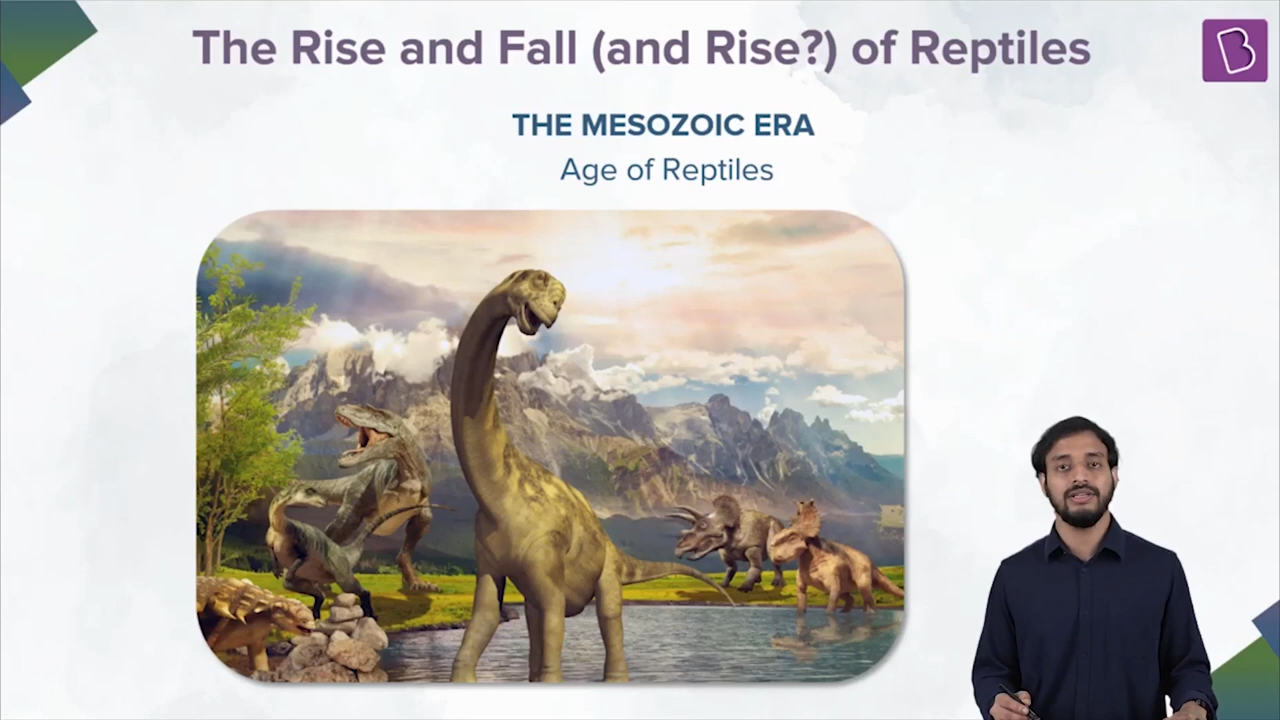 The Rise and Fall (and Rise?) of Reptiles
B
THE MESOZOIC ERA
Age of Reptiles